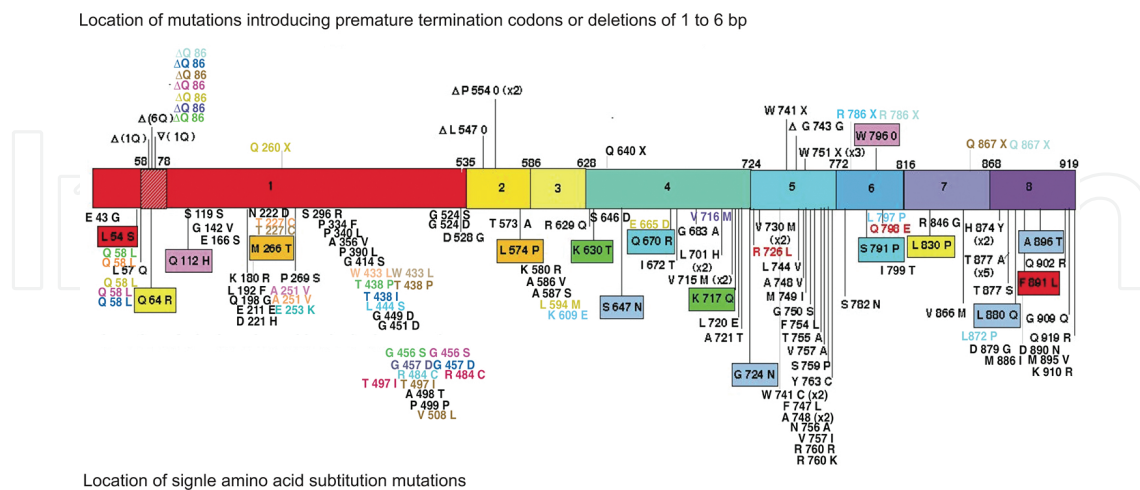 Location of mutations introducing premature termination codons or deletions of 1 to 6 bp
ΔQ 86
ΔQ 86
ΔQ 86
ΔQ 86
ΔQ 86
ΔQ 86
ΔQ 86
Δ(6Q)
Δ(1Q) ∇(1Q)
Q 260 X
Δ P 554 0 (x2)
Δ L 547 0
Q 640 X
W 741 X
Δ G 743 G
W 751 X (x3)
R 786 X R 786 X
W 796 0
Q 867 X Q 867 X
58 78 535 586 628 724 772 816 868 919
1 2 3 4 5 6 7 8
E 43 G
L 54 S
Q 58 L
Q 58 L
L 57 Q
Q 58 L
Q 58 L
Q 58 L
Q 64 R
S 119 S
G 142 V
E 166 S
Q 112 H
N 222 D
T 227 C
T 227 C
M 266 T
K 180 R P 269 S
L 192 F A 251 V
Q 198 G A 251 V
E 211 E E 253 K
D 221 H
S 296 R
P 334 F
P 340 L
A 356 V
P 390 L
G 414 S
W 433 L W 433 L
T 438 P T 438 P
T 438 I
L 444 S
G 449 D
G 451 D
G 456 S G 456 S
G 457 D G 457 D
R 484 C R 484 C
T 497 I T 497 I
A 498 T
P 499 P
V 508 L
G 524 S
G 524 D
D 528 G
T 573 A
L 574 P
K 580 R
A 586 V
A 587 S
L 594 M
K 609 E
R 629 Q
K 630 T
S 646 D
S 647 N
E 665 D
Q 670 R
I 672 T
V 716 M
G 683 A
L 701 H
(x2)
V 715 M (x2)
K 717 Q
L 720 E
A 721 T
G 724 N
V 730 M
(x2)
R 726 L
L 744 V
A 748 V
M 749 I
G 750 S
F 754 L
T 755 A
V 757 A
S 759 P
Y 763 C
W 741 C (x2)
F 747 L
A 748 (x2)
N 756 A
V 757 I
R 760 R
R 760 K
L 797 P
Q 798 E
S 791 P
I 799 T
S 782 N
R 846 G
L 830 P
V 866 M
H 874 Y
(x2)
T 877 A
(x5)
T 877 S
L 880 Q
L872 P
D 879 G
M 886 I
A 896 T
Q 902 R
F 891 L
G 909 Q
Q 919 R
D 890 N
M 895 V
K 910 R
Location of signle amino acid subtitution mutations